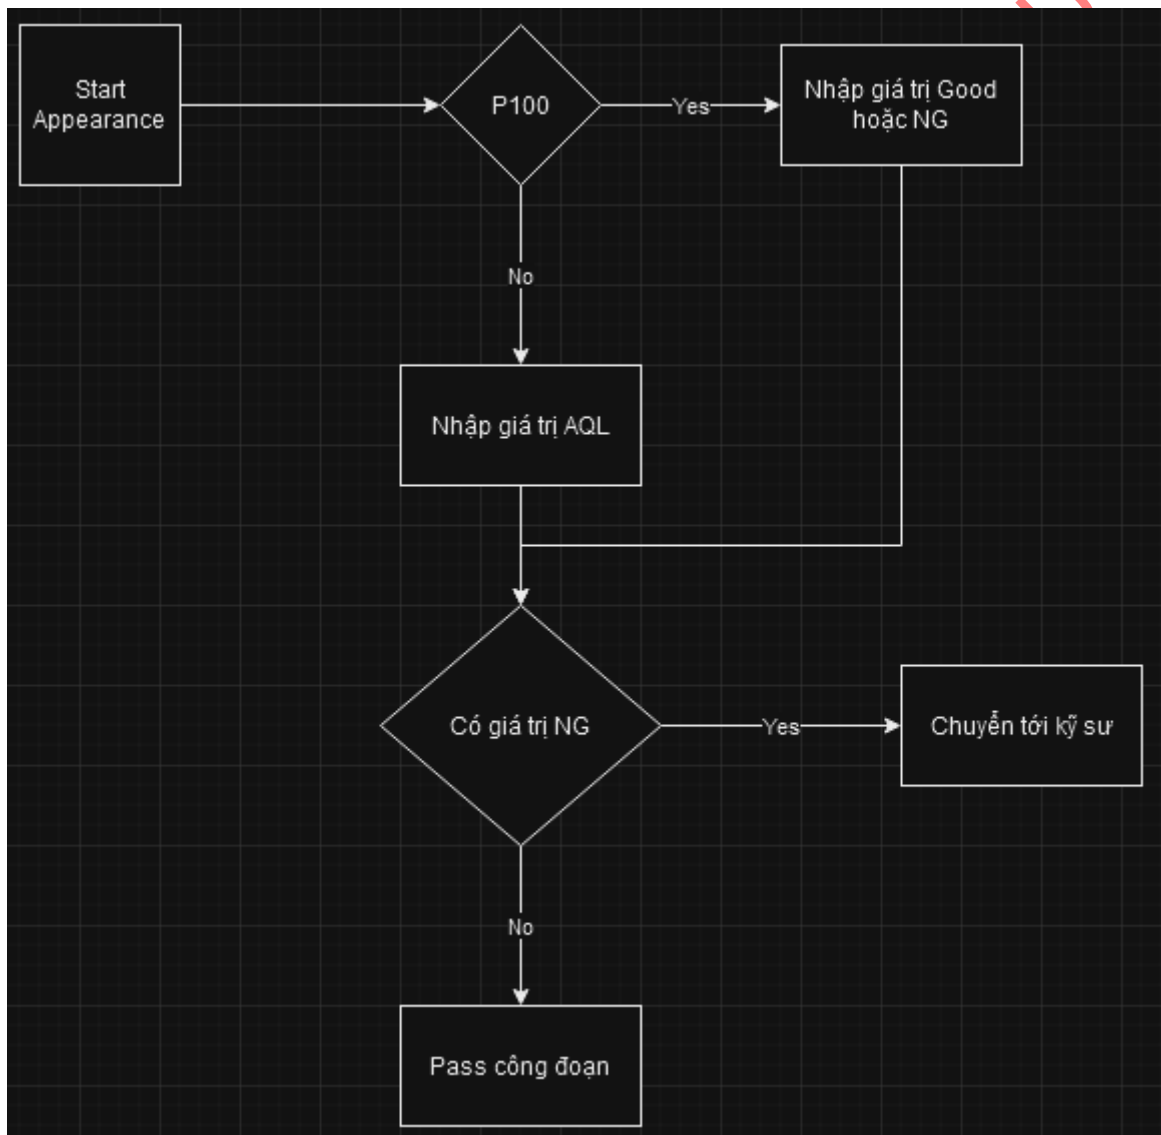 Start
Appearance
P100
Yes
Nhập giá trị Good
hoặc NG
No
Nhập giá trị AQL
Có giá trị NG
Yes
Chuyển tới kỹ sư
No
Pass công đoạn